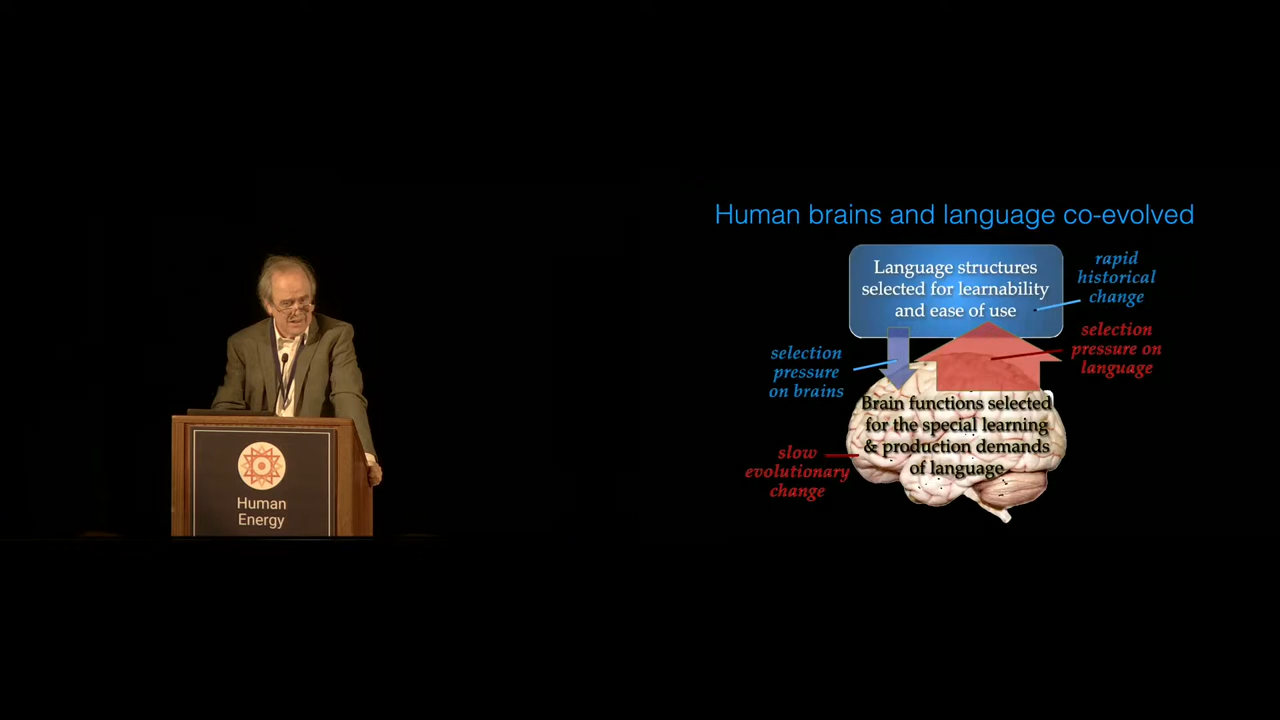 Human brains and language co-evolved
Language structures
selected for learnability
and ease of use
rapid
historical
change
selection
pressure on
language
selection
pressure
on brains
Brain functions selected
for the special learning
& production demands
of language
slow
evolutionary
change
Human
Energy